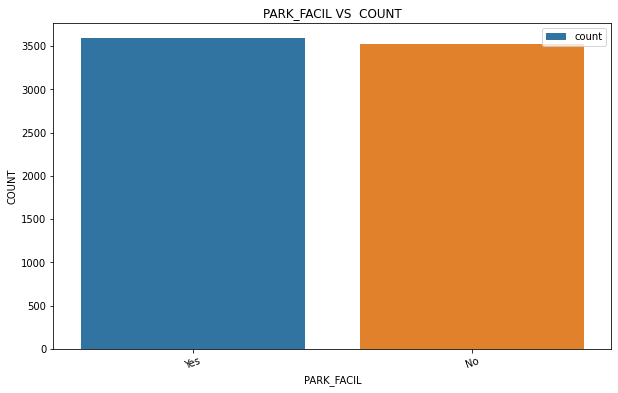 PARK_FACIL VS  COUNT
count
3500
3000
2500
2000
1500
1000
500
0
COUNT
Yes
No
PARK_FACIL